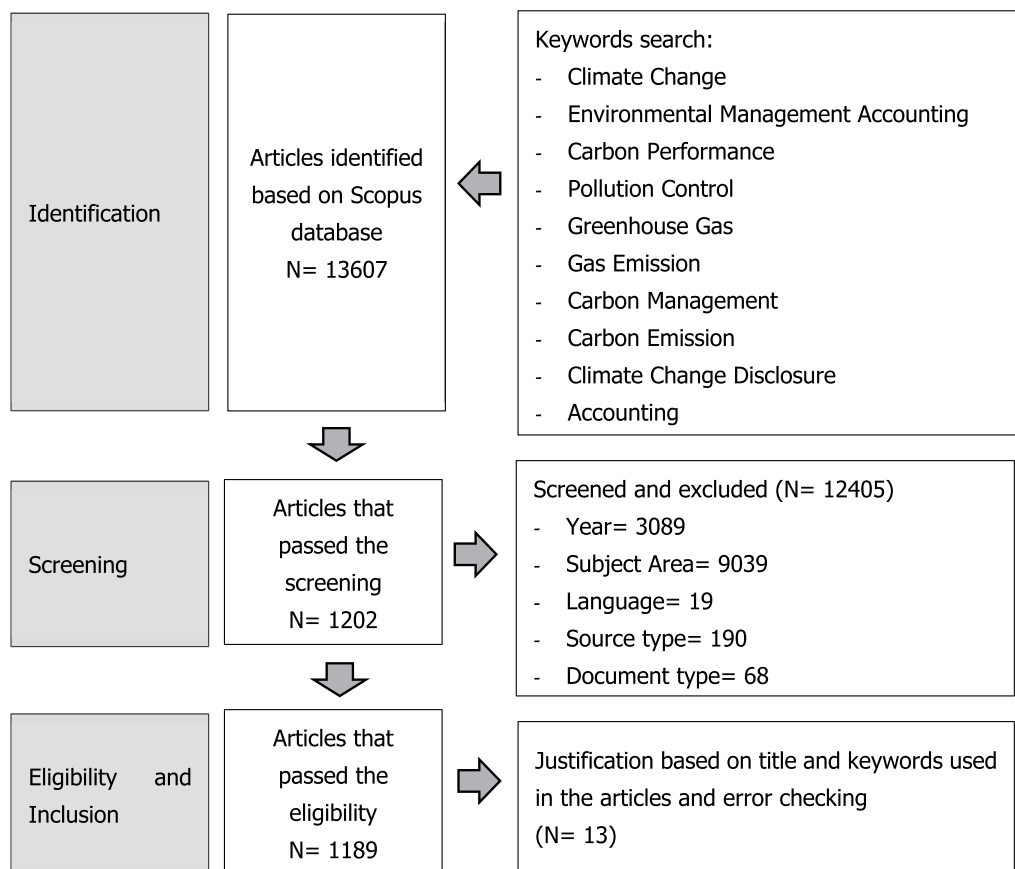 Identification
Articles identified
based on Scopus
database
N= 13607
Keywords search:
- Climate Change
- Environmental Management Accounting
- Carbon Performance
- Pollution Control
- Greenhouse Gas
- Gas Emission
- Carbon Management
- Carbon Emission
- Climate Change Disclosure
- Accounting
Screening
Articles that
passed the
screening
N= 1202
Screened and excluded (N= 12405)
- Year= 3089
- Subject Area= 9039
- Language= 19
- Source type= 190
- Document type= 68
Eligibility and
Inclusion
Articles that
passed the
eligibility
N= 1189
Justification based on title and keywords used
in the articles and error checking
(N= 13)